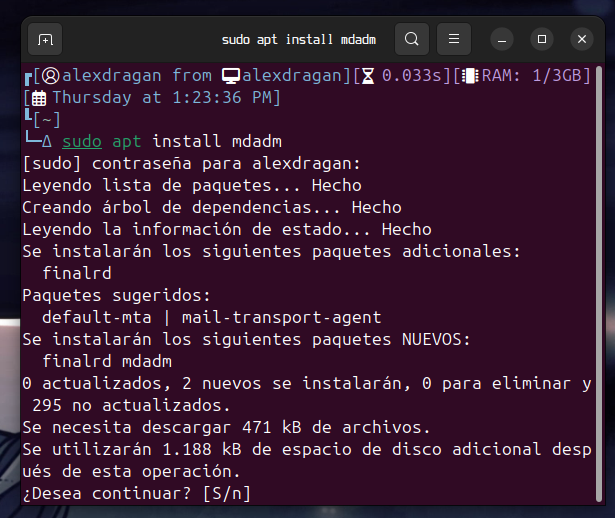 sudo apt install mdadm
[alexdragan from alexdragan][0.033s][RAM: 1/3GB]
[Thursday at 1:23:36 PM]
[~]
Δ sudo apt install mdadm
[sudo] contraseña para alexdragan:
Leyendo lista de paquetes... Hecho
Creando árbol de dependencias... Hecho
Leyendo la información de estado... Hecho
Se instalarán los siguientes paquetes adicionales:
finalrd
Paquetes sugeridos:
default-mta | mail-transport-agent
Se instalarán los siguientes paquetes NUEVOS:
finalrd mdadm
0 actualizados, 2 nuevos se instalarán, 0 para eliminar y
295 no actualizados.
Se necesita descargar 471 kB de archivos.
Se utilizarán 1.188 kB de espacio de disco adicional desp
ués de esta operación.
¿Desea continuar? [S/n]